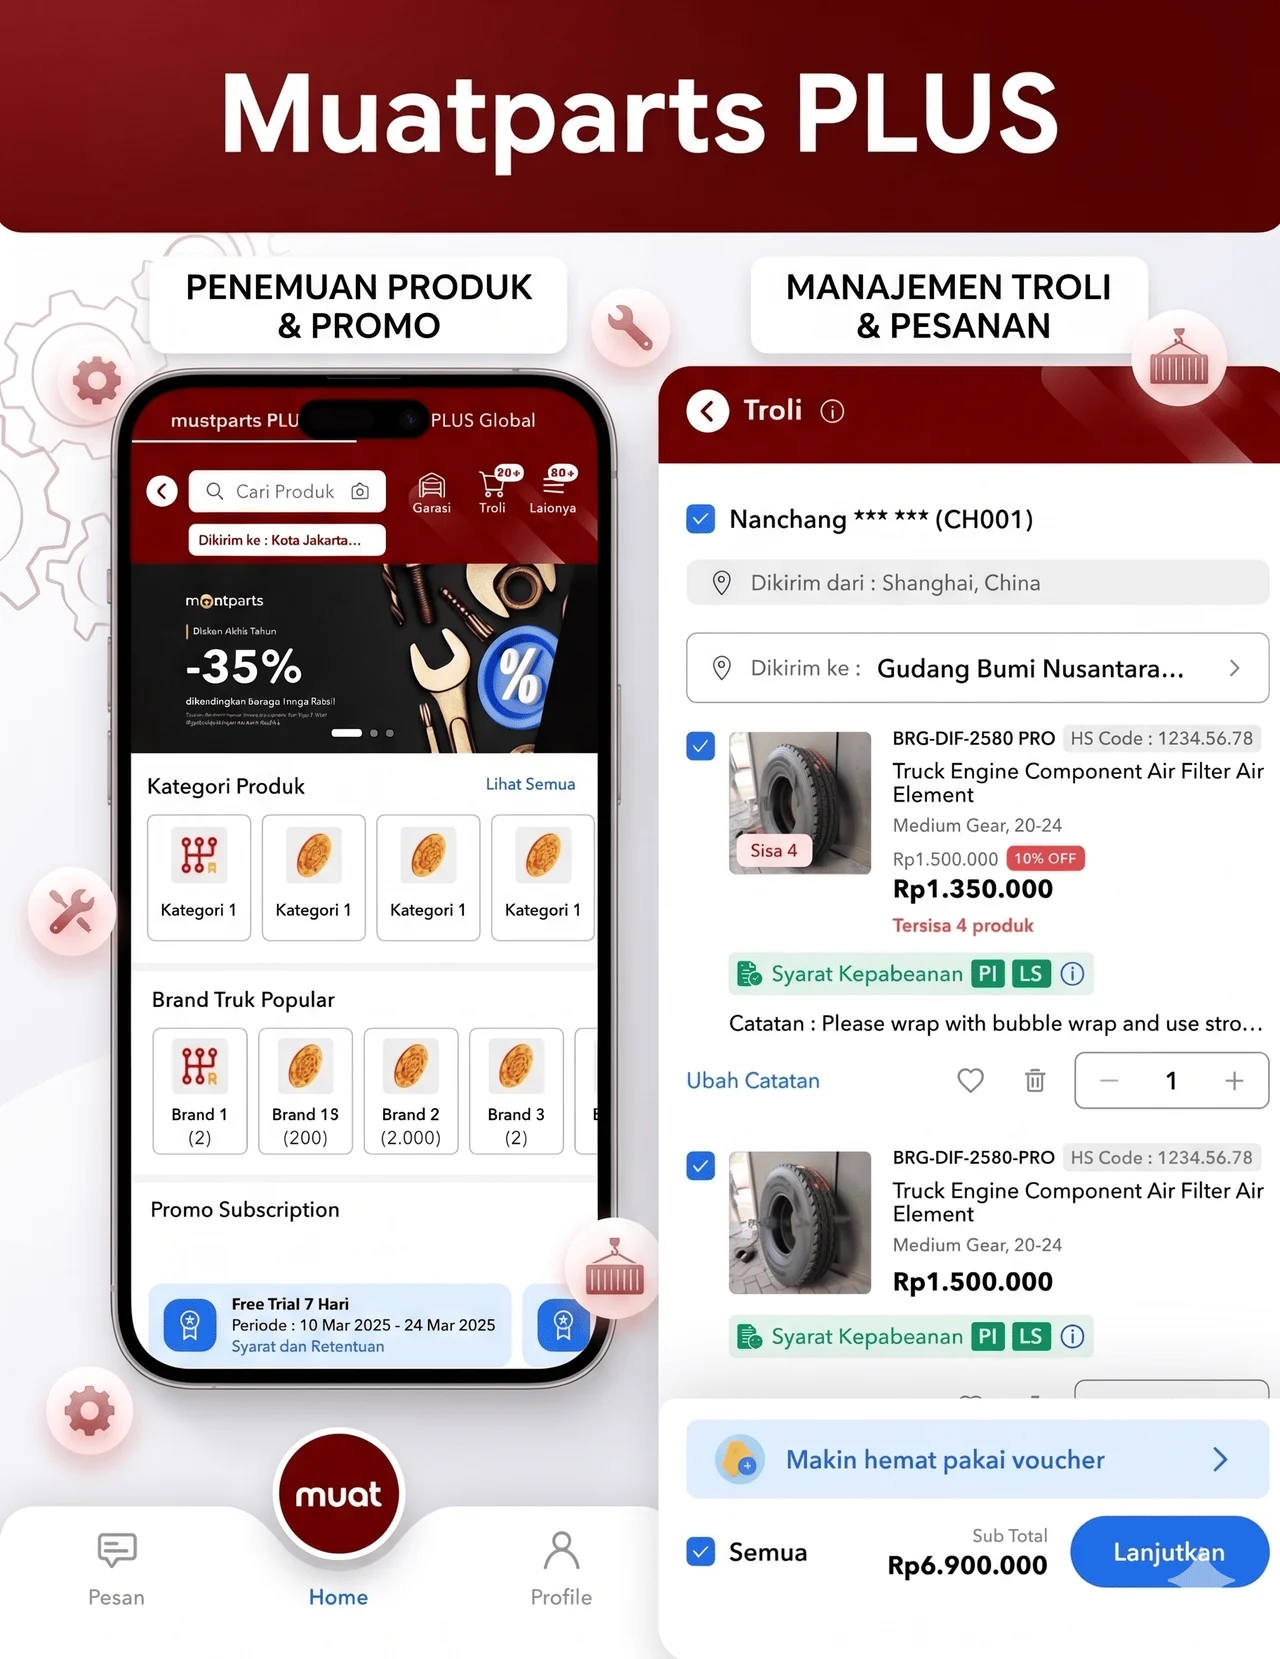 Muatparts PLUS
PENEMUAN PRODUK
& PROMO
MANAJEMEN TROLI
& PESANAN
mustparts PLU
PLUS Global
Cari Produk
Garasi
20+
Troli
80+
Laionya
Dikirim ke : Kota Jakarta...
montparts
Disken Akhis Tahun
-35%
%
dikendingkan Baraga Innga Rabsi!
Kategori Produk
Lihat Semua
Kategori 1
Kategori 1
Kategori 1
Kategori 1
Brand Truk Popular
R
Brand 1
(2)
Brand 1S
(200)
Brand 2
(2.000)
Brand 3
(2)
Promo Subscription
Free Trial 7 Hari
Periode : 10 Mar 2025 - 24 Mar 2025
Syarat dan Retentuan
muat
Pesan
Home
Profile
Troli
Nanchang *** *** (CH001)
Dikirim dari : Shanghai, China
Dikirim ke : Gudang Bumi Nusantara...
Sisa 4
BRG-DIF-2580 PRO HS Code : 1234.56.78
Truck Engine Component Air Filter Air
Element
Medium Gear, 20-24
Rp1.500.000 10% OFF
Rp1.350.000
Tersisa 4 produk
Syarat Kepabeanan PI LS
Catatan : Please wrap with bubble wrap and use stro...
Ubah Catatan
1
BRG-DIF-2580-PRO HS Code : 1234.56.78
Truck Engine Component Air Filter Air
Element
Medium Gear, 20-24
Rp1.500.000
Syarat Kepabeanan PI LS
Makin hemat pakai voucher
Semua
Sub Total
Rp6.900.000
Lanjutkan